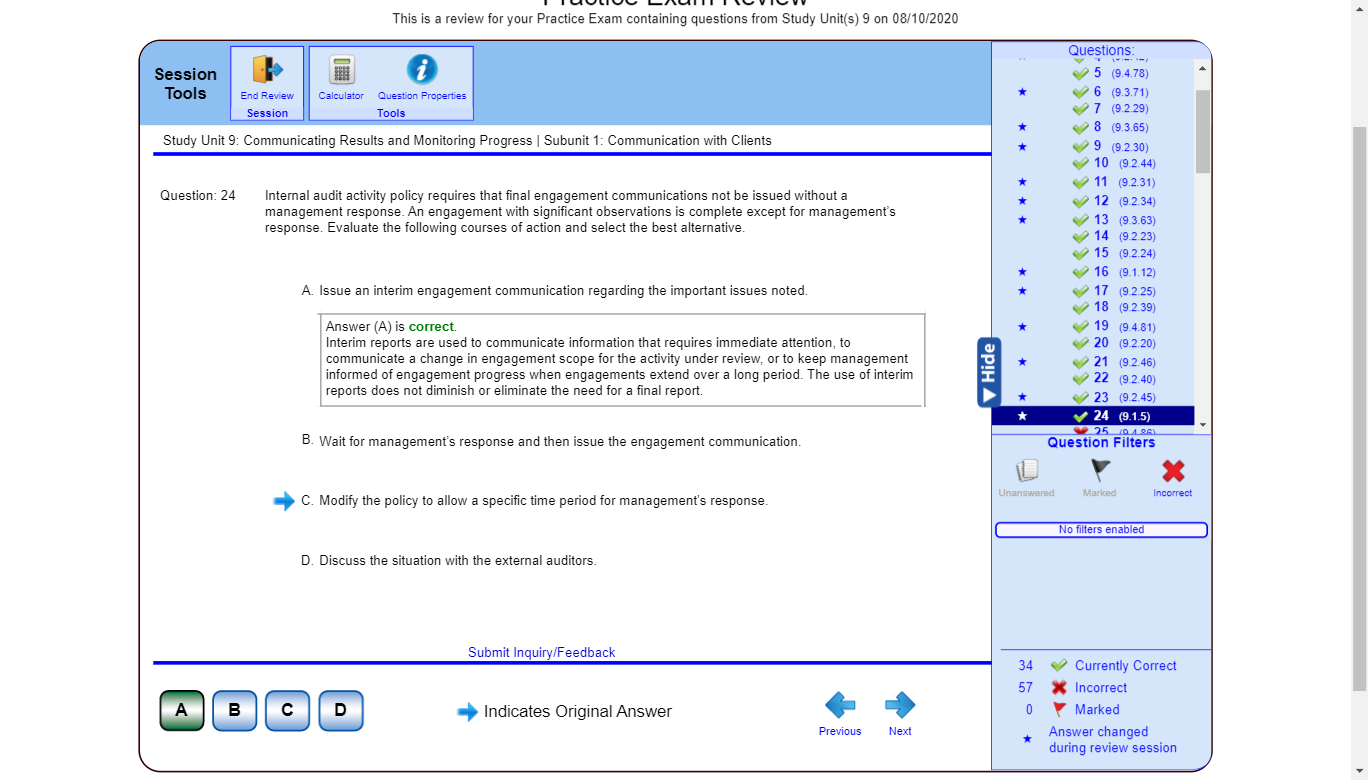 Practice Exam Review
This is a review for your Practice Exam containing questions from Study Unit(s) 9 on 08/10/2020
Session Tools
End Review
Session
Calculator
Question Properties
Tools
Study Unit 9: Communicating Results and Monitoring Progress | Subunit 1: Communication with Clients
Question: 24
Internal audit activity policy requires that final engagement communications not be issued without a
management response. An engagement with significant observations is complete except for management's
response. Evaluate the following courses of action and select the best alternative.
A. Issue an interim engagement communication regarding the important issues noted.
Answer (A) is correct.
Interim reports are used to communicate information that requires immediate attention, to
communicate a change in engagement scope for the activity under review, or to keep management
informed of engagement progress when engagements extend over a long period. The use of interim
reports does not diminish or eliminate the need for a final report.
B. Wait for management's response and then issue the engagement communication.
C. Modify the policy to allow a specific time period for management's response.
D. Discuss the situation with the external auditors.
Submit Inquiry/Feedback
A B C D
Indicates Original Answer
Previous
Next
Questions:
5 (9.4.78)
★ 6 (9.3.71)
7 (9.2.29)
★ 8 (9.3.65)
★ 9 (9.2.30)
10 (9.2.44)
★ 11 (9.2.31)
★ 12 (9.2.34)
★ 13 (9.3.63)
14 (9.2.23)
15 (9.2.24)
★ 16 (9.1.12)
★ 17 (9.2.25)
18 (9.2.39)
★ 19 (9.4.81)
20 (9.2.20)
★ 21 (9.2.46)
22 (9.2.40)
★ 23 (9.2.45)
★ 24 (9.1.5)
25 (9.4.86)
Hide
Question Filters
Unanswered
Marked
Incorrect
No filters enabled
34 Currently Correct
57 Incorrect
0 Marked
★ Answer changed
during review session